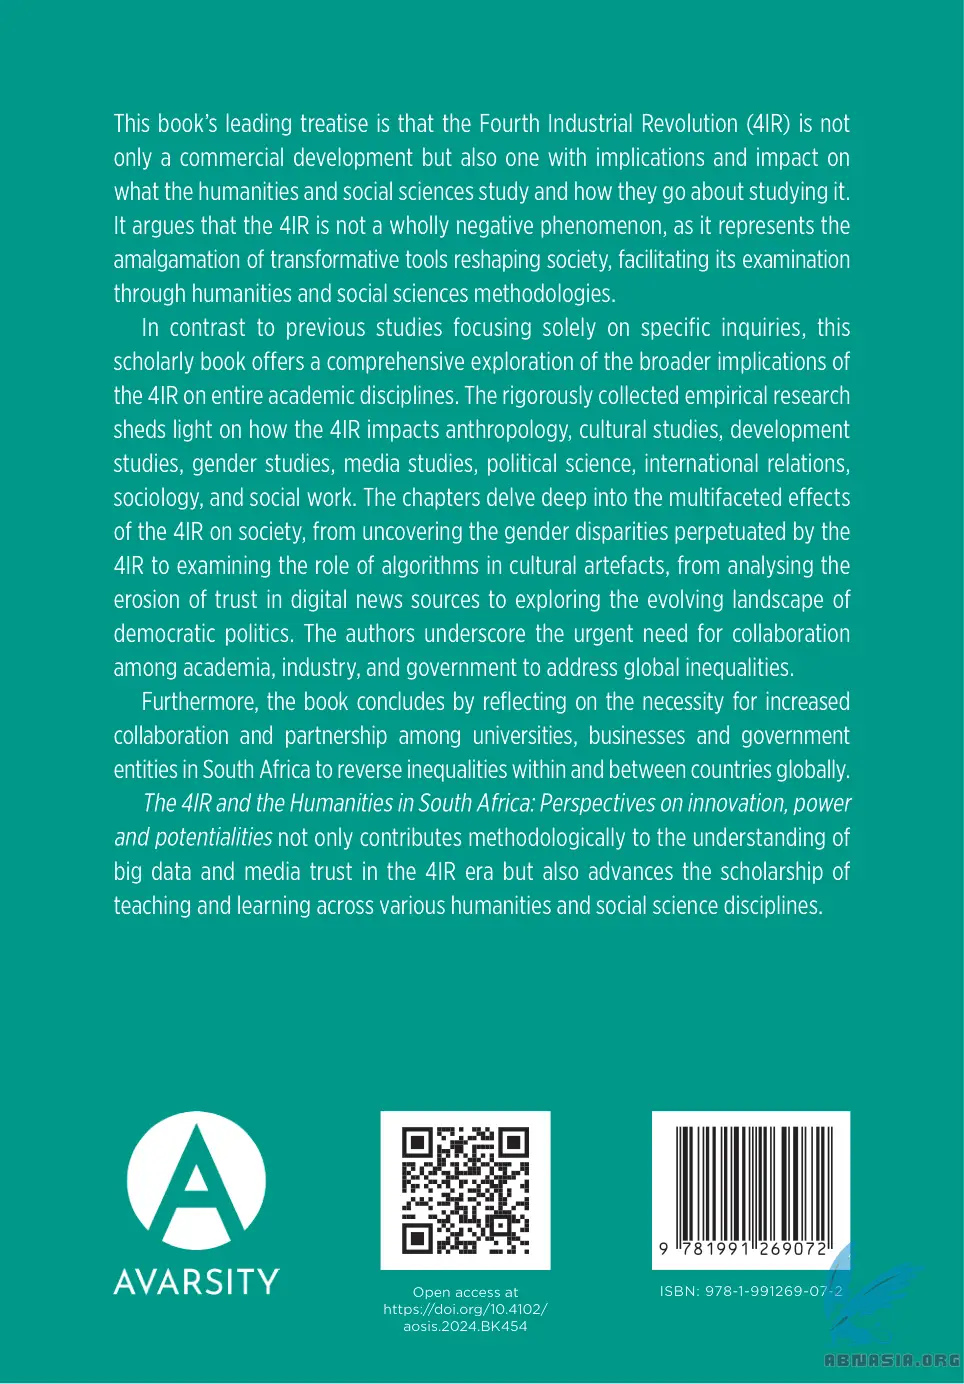 This book's leading treatise is that the Fourth Industrial Revolution (4IR) is not
only a commercial development but also one with implications and impact on
what the humanities and social sciences study and how they go about studying it.
It argues that the 4IR is not a wholly negative phenomenon, as it represents the
amalgamation of transformative tools reshaping society, facilitating its examination
through humanities and social sciences methodologies.
In contrast to previous studies focusing solely on specific inquiries, this
scholarly book offers a comprehensive exploration of the broader implications of
the 4IR on entire academic disciplines. The rigorously collected empirical research
sheds light on how the 4IR impacts anthropology, cultural studies, development
studies, gender studies, media studies, political science, international relations,
sociology, and social work. The chapters delve deep into the multifaceted effects
of the 4IR on society, from uncovering the gender disparities perpetuated by the
4IR to examining the role of algorithms in cultural artefacts, from analysing the
erosion of trust in digital news sources to exploring the evolving landscape of
democratic politics. The authors underscore the urgent need for collaboration
among academia, industry, and government to address global inequalities.
Furthermore, the book concludes by reflecting on the necessity for increased
collaboration and partnership among universities, businesses and government
entities in South Africa to reverse inequalities within and between countries globally.
The 4IR and the Humanities in South Africa: Perspectives on innovation, power
and potentialities not only contributes methodologically to the understanding of
big data and media trust in the 4IR era but also advances the scholarship of
teaching and learning across various humanities and social science disciplines.
AVARSITY
Open access at
https://doi.org/10.4102/
aosis.2024.BK454
9 781991 269072
ISBN: 978-1-991269-07-2
ABNASIA.ORG